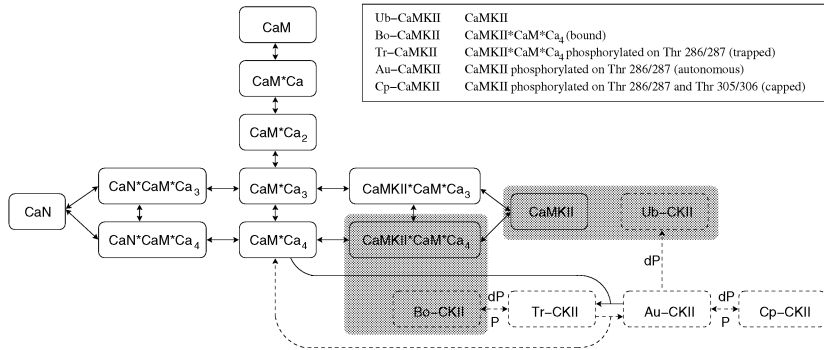 Ub–CaMKII CaMKII
Bo–CaMKII CaMKII*CaM*Ca4 (bound)
Tr–CaMKII CaMKII*CaM*Ca4 phosphorylated on Thr 286/287 (trapped)
Au–CaMKII CaMKII phosphorylated on Thr 286/287 (autonomous)
Cp–CaMKII CaMKII phosphorylated on Thr 286/287 and Thr 305/306 (capped)
CaM
CaM*Ca
CaM*Ca2
CaN*CaM*Ca3 CaM*Ca3 CaMKII*CaM*Ca3
CaN CaMKII Ub–CKII
CaN*CaM*Ca4 CaM*Ca4 CaMKII*CaM*Ca4
dP
dP dP
Bo–CKII Tr–CKII Au–CKII Cp–CKII
P P